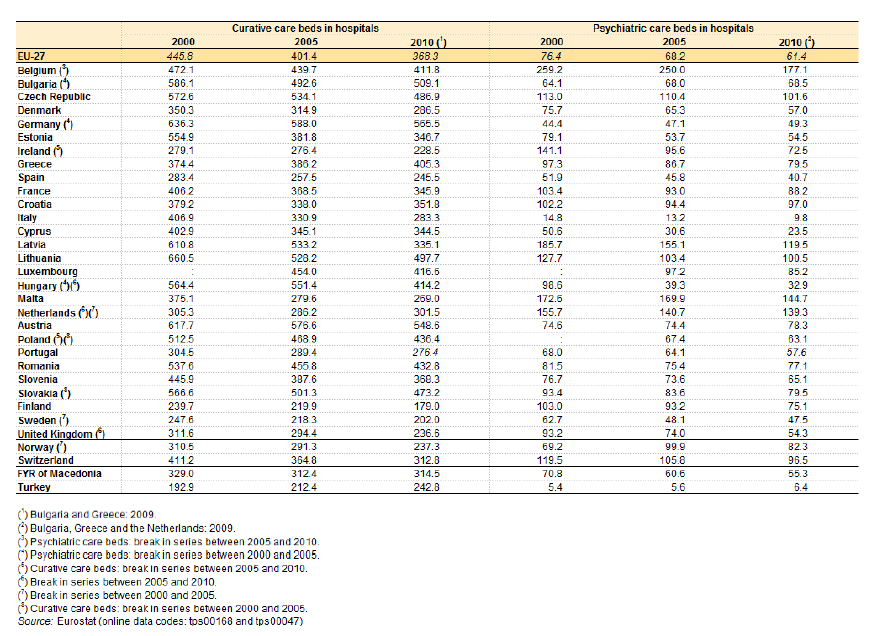 Curative care beds in hospitals Psychiatric care beds in hospitals
2000 2005 2010 (¹) 2000 2005 2010 (²)
EU-27 445.8 401.4 368.3 76.4 68.2 61.4
Belgium (³) 472.1 439.7 411.8 259.2 250.0 177.1
Bulgaria (⁴) 586.1 492.6 509.1 64.1 68.0 68.5
Czech Republic 572.6 534.1 486.9 113.0 110.4 101.6
Denmark 350.3 314.9 286.5 75.7 65.3 57.0
Germany (⁴) 636.3 588.0 565.5 44.4 47.1 49.3
Estonia 554.9 381.8 346.7 79.1 53.7 54.5
Ireland (⁵) 279.1 276.4 228.5 141.1 95.6 72.5
Greece 374.4 386.2 405.3 97.3 86.7 79.5
Spain 283.4 257.5 245.5 51.9 45.8 40.7
France 406.2 368.5 345.9 103.4 93.0 88.2
Croatia 379.2 338.0 351.8 102.2 94.4 97.0
Italy 406.9 330.9 283.3 14.8 13.2 9.8
Cyprus 402.9 345.1 344.5 50.6 30.6 23.5
Latvia 610.8 533.2 335.1 185.7 155.1 119.5
Lithuania 660.5 528.2 497.7 127.7 103.4 100.5
Luxembourg : 454.0 416.6 : 97.2 85.2
Hungary (⁴)(⁶) 564.4 551.4 414.2 98.6 39.3 32.9
Malta 375.1 279.6 269.0 172.6 169.9 144.7
Netherlands (⁶)(⁷) 305.3 286.2 301.5 155.7 140.7 139.3
Austria 617.7 576.6 548.6 74.6 74.4 78.3
Poland (⁵)(⁸) 512.5 468.9 436.4 : 67.4 63.1
Portugal 304.5 289.4 276.4 68.0 64.1 57.6
Romania 537.6 455.8 432.8 81.5 75.4 77.1
Slovenia 445.9 387.6 368.3 76.7 73.6 65.1
Slovakia (³) 566.6 501.3 473.2 93.4 83.6 79.5
Finland 239.7 219.9 179.0 103.0 93.2 75.1
Sweden (⁷) 247.6 218.3 202.0 62.7 48.1 47.5
United Kingdom (⁶) 311.6 294.4 236.6 93.2 74.0 54.3
Norway (⁷) 310.5 291.3 237.3 69.2 99.9 82.3
Switzerland 411.2 364.8 312.8 119.5 105.8 96.5
FYR of Macedonia 329.0 312.4 314.5 70.8 60.6 55.3
Turkey 192.9 212.4 242.8 5.4 5.6 6.4
(¹) Bulgaria and Greece: 2009.
(²) Bulgaria, Greece and the Netherlands: 2009.
(³) Psychiatric care beds: break in series between 2005 and 2010.
(⁴) Psychiatric care beds: break in series between 2000 and 2005.
(⁵) Curative care beds: break in series between 2005 and 2010.
(⁶) Break in series between 2005 and 2010.
(⁷) Break in series between 2000 and 2005.
(⁸) Curative care beds: break in series between 2000 and 2005.
Source: Eurostat (online data codes: tps00168 and tps00047)